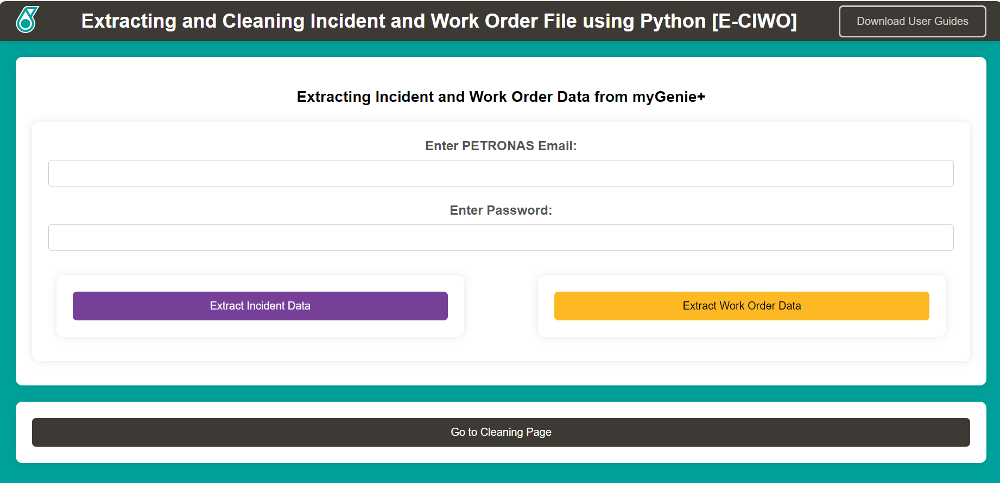 Extracting and Cleaning Incident and Work Order File using Python [E-CIWO]
Download User Guides
Extracting Incident and Work Order Data from myGenie+
Enter PETRONAS Email:
Enter Password:
Extract Incident Data
Extract Work Order Data
Go to Cleaning Page